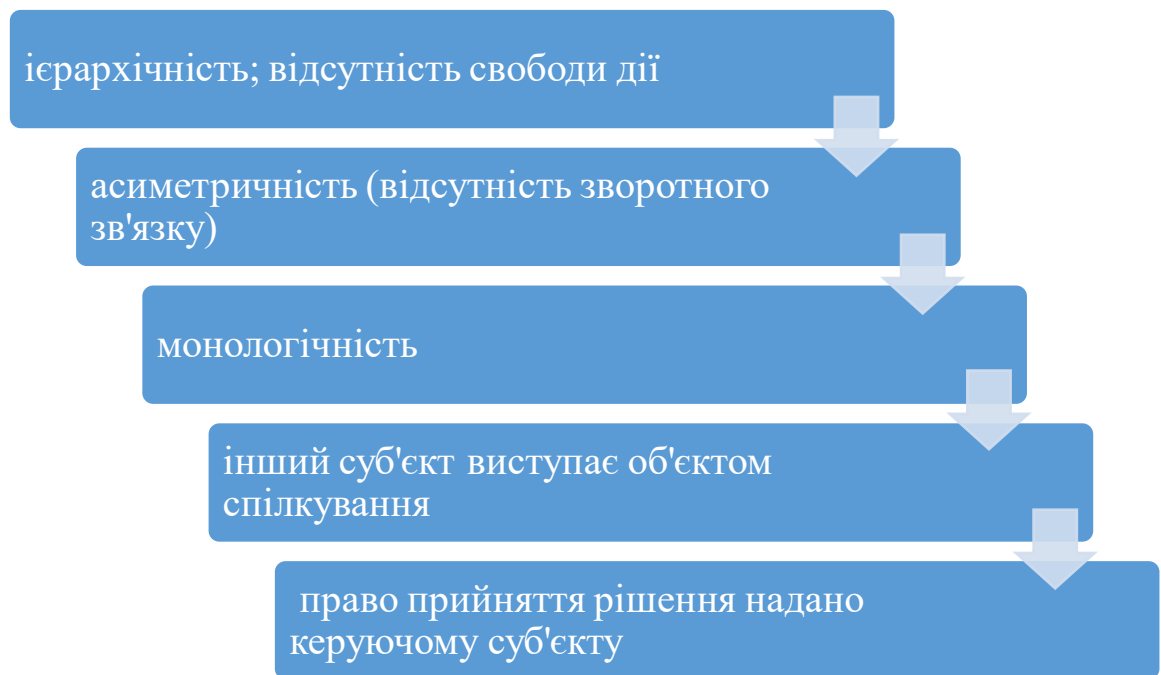 ієрархічність; відсутність свободи дії
асиметричність (відсутність зворотного
зв'язку)
монологічність
інший суб'єкт виступає об'єктом
спілкування
право прийняття рішення надано
керуючому суб'єкту